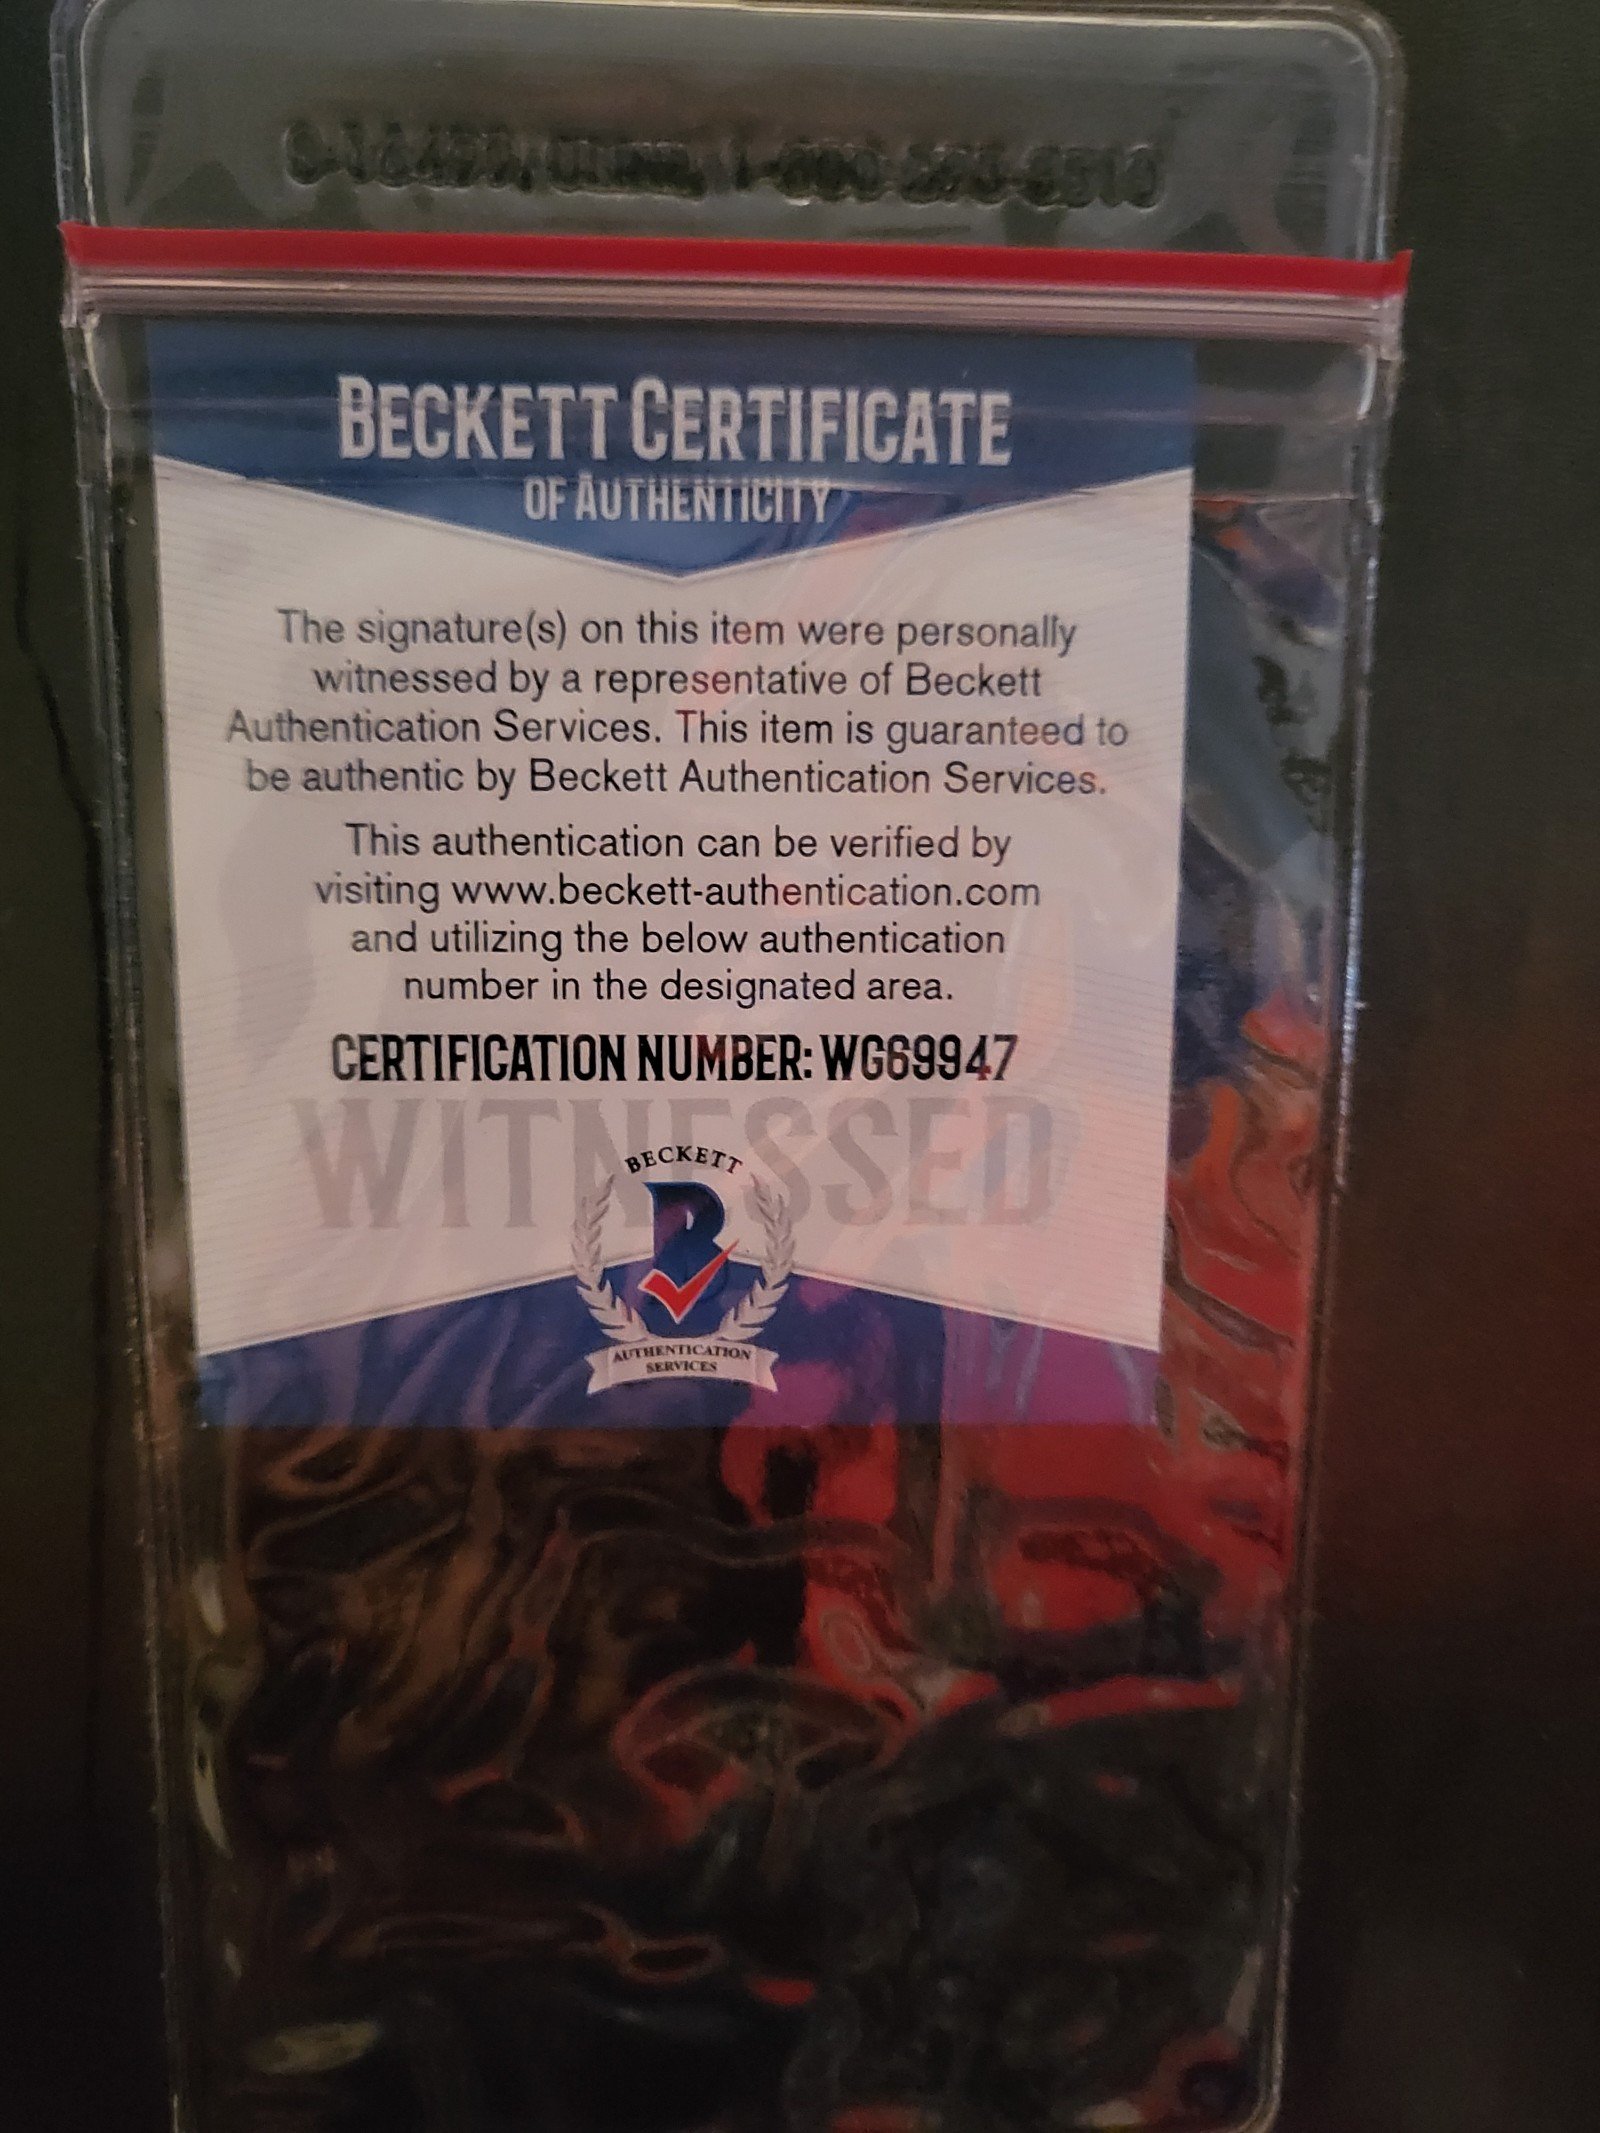 BECKETT CERTIFICATE
OF AUTHENTICITY
The signature(s) on this item were personally
witnessed by a representative of Beckett
Authentication Services. This item is guaranteed to
be authentic by Beckett Authentication Services.
This authentication can be verified by
visiting www.beckett-authentication.com
and utilizing the below authentication
number in the designated area.
CERTIFICATION NUMBER: WG69947
WITNESSED
BECKETT
B
AUTHENTICATION
SERVICES